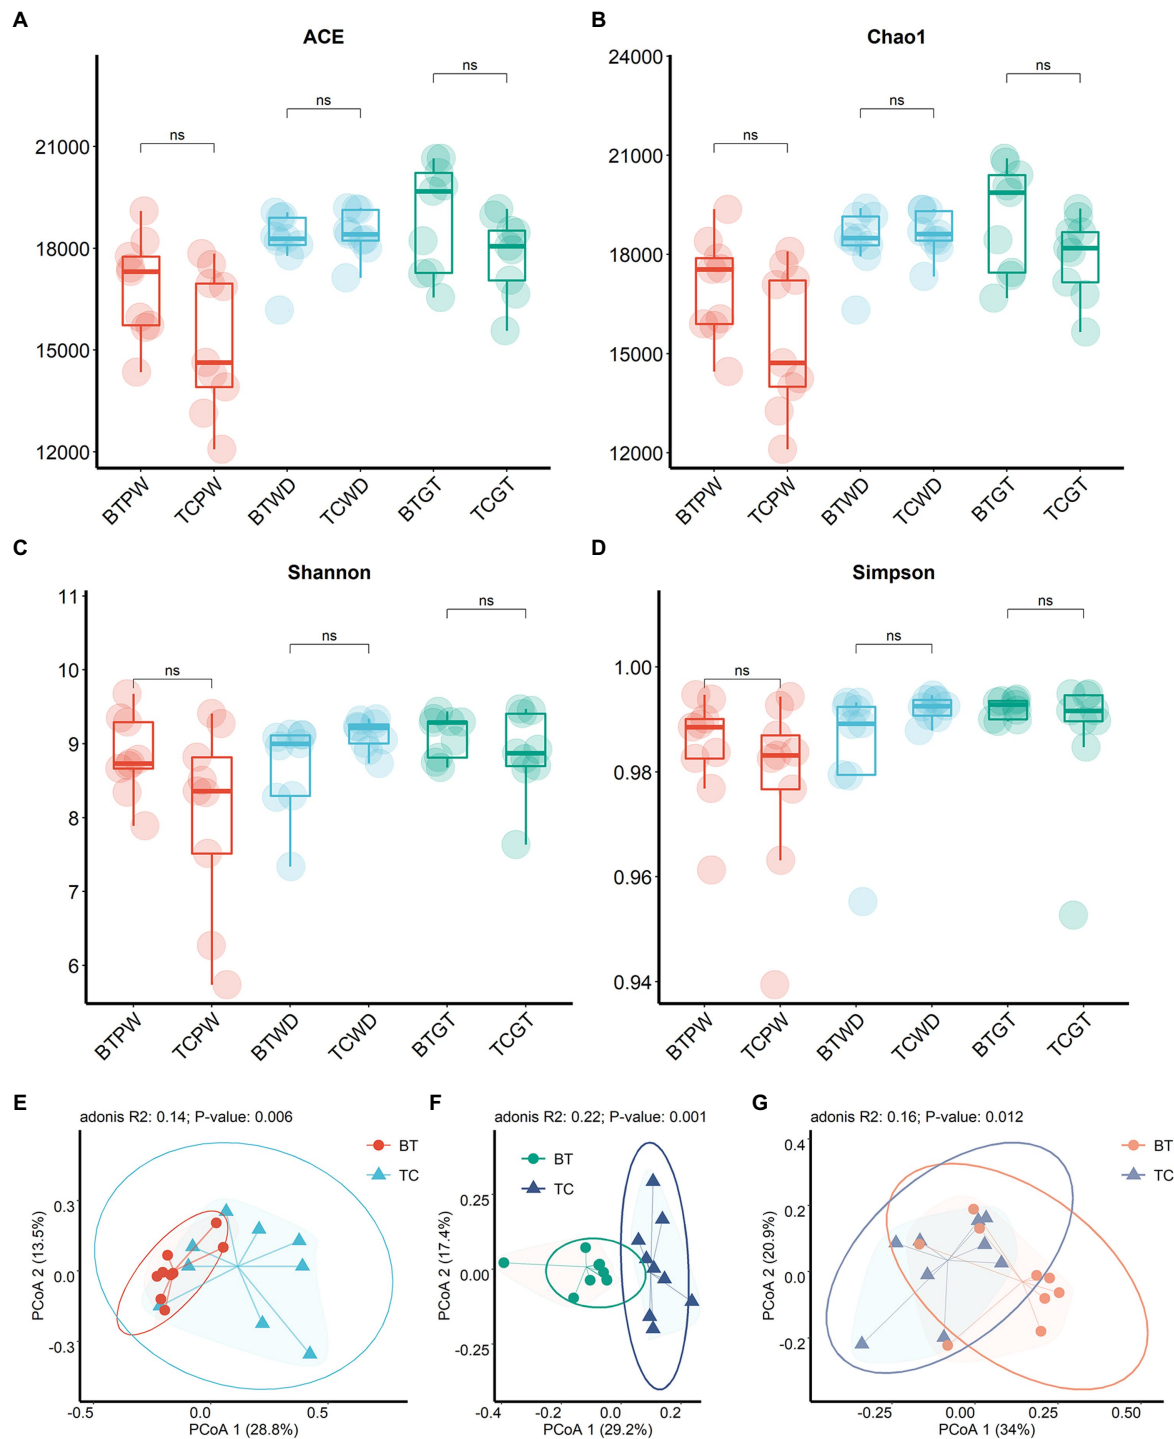 A
ACE
21000
18000
15000
12000
ns
ns
ns
BTPW
TCPW
BTWD
TCWD
BTGT
TCGT
B
Chao1
24000
21000
18000
15000
12000
ns
ns
ns
BTPW
TCPW
BTWD
TCWD
BTGT
TCGT
C
Shannon
11
10
9
8
7
6
ns
ns
ns
BTPW
TCPW
BTWD
TCWD
BTGT
TCGT
D
Simpson
1.00
0.98
0.96
0.94
ns
ns
ns
BTPW
TCPW
BTWD
TCWD
BTGT
TCGT
E
adonis R2: 0.14; P-value: 0.006
BT
TC
PCoA 2 (13.5%)
0.3
0.0
-0.3
-0.5
0.0
0.5
PCoA 1 (28.8%)
F
adonis R2: 0.22; P-value: 0.001
BT
TC
PCoA 2 (17.4%)
0.25
0.00
-0.25
-0.4
-0.2
0.0
0.2
PCoA 1 (29.2%)
G
adonis R2: 0.16; P-value: 0.012
BT
TC
PCoA 2 (20.9%)
0.4
0.2
0.0
-0.2
-0.25
0.00
0.25
0.50
PCoA 1 (34%)